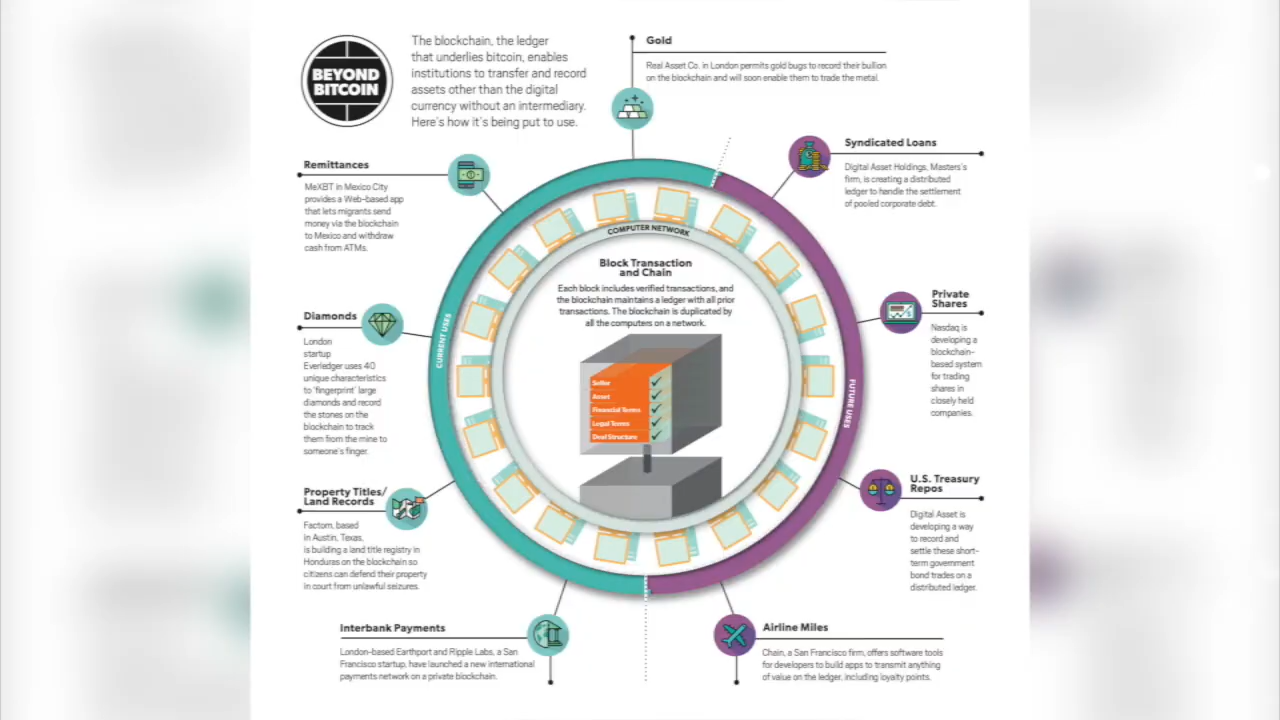 BEYOND
BITCOIN
The blockchain, the ledger
that underlies bitcoin, enables
institutions to transfer and record
assets other than the digital
currency without an intermediary.
Here's how it's being put to use.
Gold
Real Asset Co. in London permits gold bugs to record their bullion
on the blockchain and will soon enable them to trade the metal.
Syndicated Loans
Digital Asset Holdings, Masters's
firm, is creating a distributed
ledger to handle the settlement
of pooled corporate debt.
Remittances
MeXBT in Mexico City
provides a Web-based app
that lets migrants send
money via the blockchain
to Mexico and withdraw
cash from ATMs.
COMPUTER NETWORK
Block Transaction
and Chain
Each block includes verified transactions, and
the blockchain maintains a ledger with all prior
transactions. The blockchain is duplicated by
all the computers on a network.
Seller
Asset
Financial Terms
Legal Terms
Deal Structure
CURRENT USES
FUTURE USES
Private
Shares
Nasdaq is
developing a
blockchain-
based system
for trading
shares in
closely held
companies.
Diamonds
London
startup
Everledger uses 40
unique characteristics
to 'fingerprint' large
diamonds and record
the stones on the
blockchain to track
them from the mine to
someone's finger.
U.S. Treasury
Repos
Digital Asset is
developing a way
to record and
settle these short-
term government
bond trades on a
distributed ledger.
Property Titles/
Land Records
Factom, based
in Austin, Texas,
is building a land title registry in
Honduras on the blockchain so
citizens can defend their property
in court from unlawful seizures.
Interbank Payments
London-based Earthport and Ripple Labs, a San
Francisco startup, have launched a new international
payments network on a private blockchain.
Airline Miles
Chain, a San Francisco firm, offers software tools
for developers to build apps to transmit anything
of value on the ledger, including loyalty points.